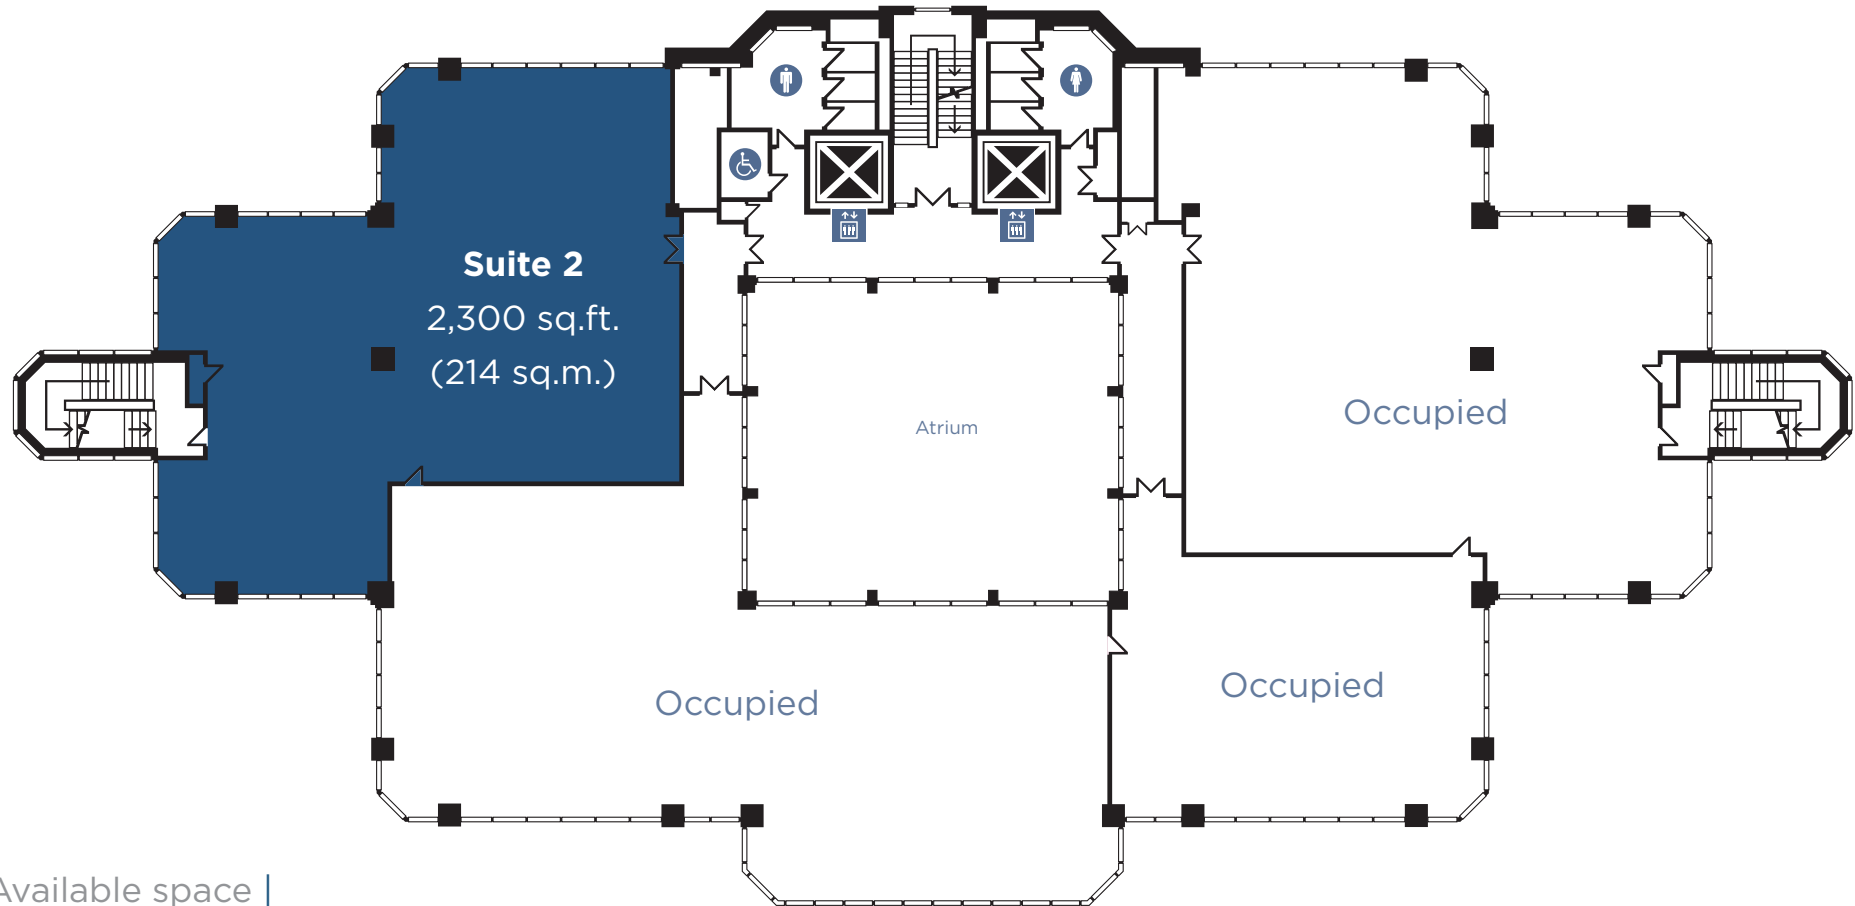 Suite 2
2,300 sq.ft.
(214 sq.m.)
Occupied
Atrium
Occupied
Occupied
Available space |